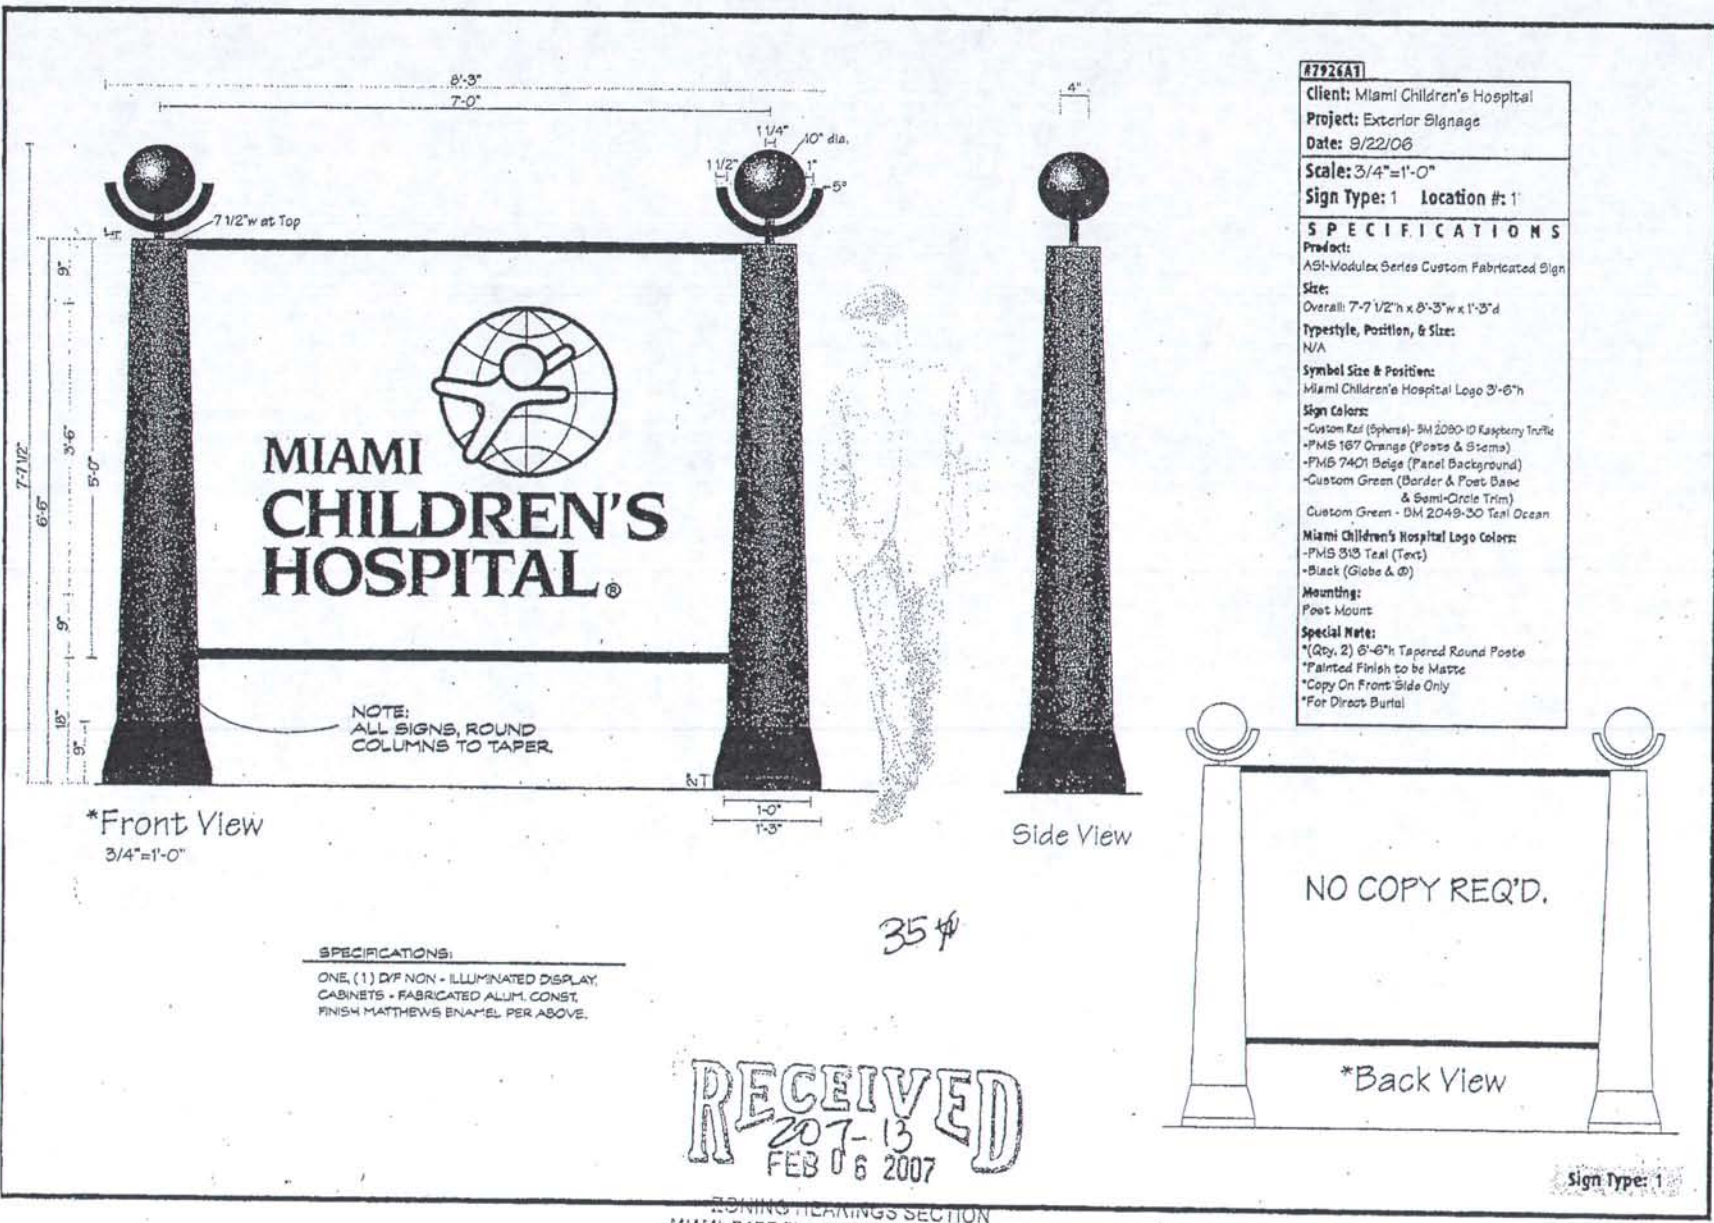 8'-3"
7'-0"
4"
1 1/4"
10" dia.
1 1/2"
1"
5"
7 1/2"w at Top
9"
3'-6"
5'-0"
6'-6"
7'-7 1/2"
9"
18"
9"
MIAMI
CHILDREN'S
HOSPITAL®
NOTE:
ALL SIGNS, ROUND
COLUMNS TO TAPER.
2"
1'-0"
1'-3"
*Front View
3/4"=1'-0"
Side View
#7926A1
Client: Miami Children's Hospital
Project: Exterior Signage
Date: 9/22/06
Scale: 3/4"=1'-0"
Sign Type: 1 Location #: 1
SPECIFICATIONS
Product:
ASI-Modulex Series Custom Fabricated Sign
Size:
Overall: 7'-7 1/2"h x 8'-3"w x 1'-3"d
Typestyle, Position, & Size:
N/A
Symbol Size & Position:
Miami Children's Hospital Logo 3'-6"h
Sign Colors:
-Custom Red (Spheres)- BM 2080-10 Raspberry Truffle
-PMS 167 Orange (Posts & Stems)
-PMS 7401 Beige (Panel Background)
-Custom Green (Border & Post Base
& Semi-Circle Trim)
Custom Green - BM 2049-30 Teal Ocean
Miami Children's Hospital Logo Colors:
-PMS 313 Teal (Text)
-Black (Globe & ®)
Mounting:
Post Mount
Special Note:
*(Qty. 2) 6'-6"h Tapered Round Posts
*Painted Finish to be Matte
*Copy On Front Side Only
*For Direct Burial
NO COPY REQ'D.
*Back View
35
SPECIFICATIONS:
ONE, (1) D/F NON - ILLUMINATED DISPLAY.
CABINETS - FABRICATED ALUM. CONST.
FINISH MATTHEWS ENAMEL PER ABOVE.
RECEIVED
207-13
FEB 06 2007
ZONING HEARINGS SECTION
Sign Type: 1